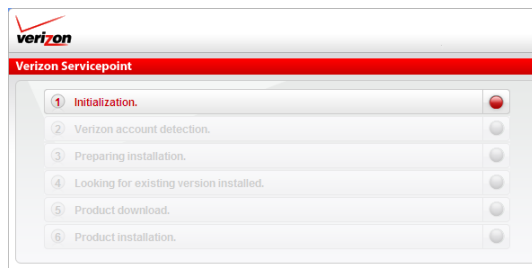 verizon
Verizon Servicepoint
1 Initialization.
2 Verizon account detection.
3 Preparing installation.
4 Looking for existing version installed.
5 Product download.
6 Product installation.